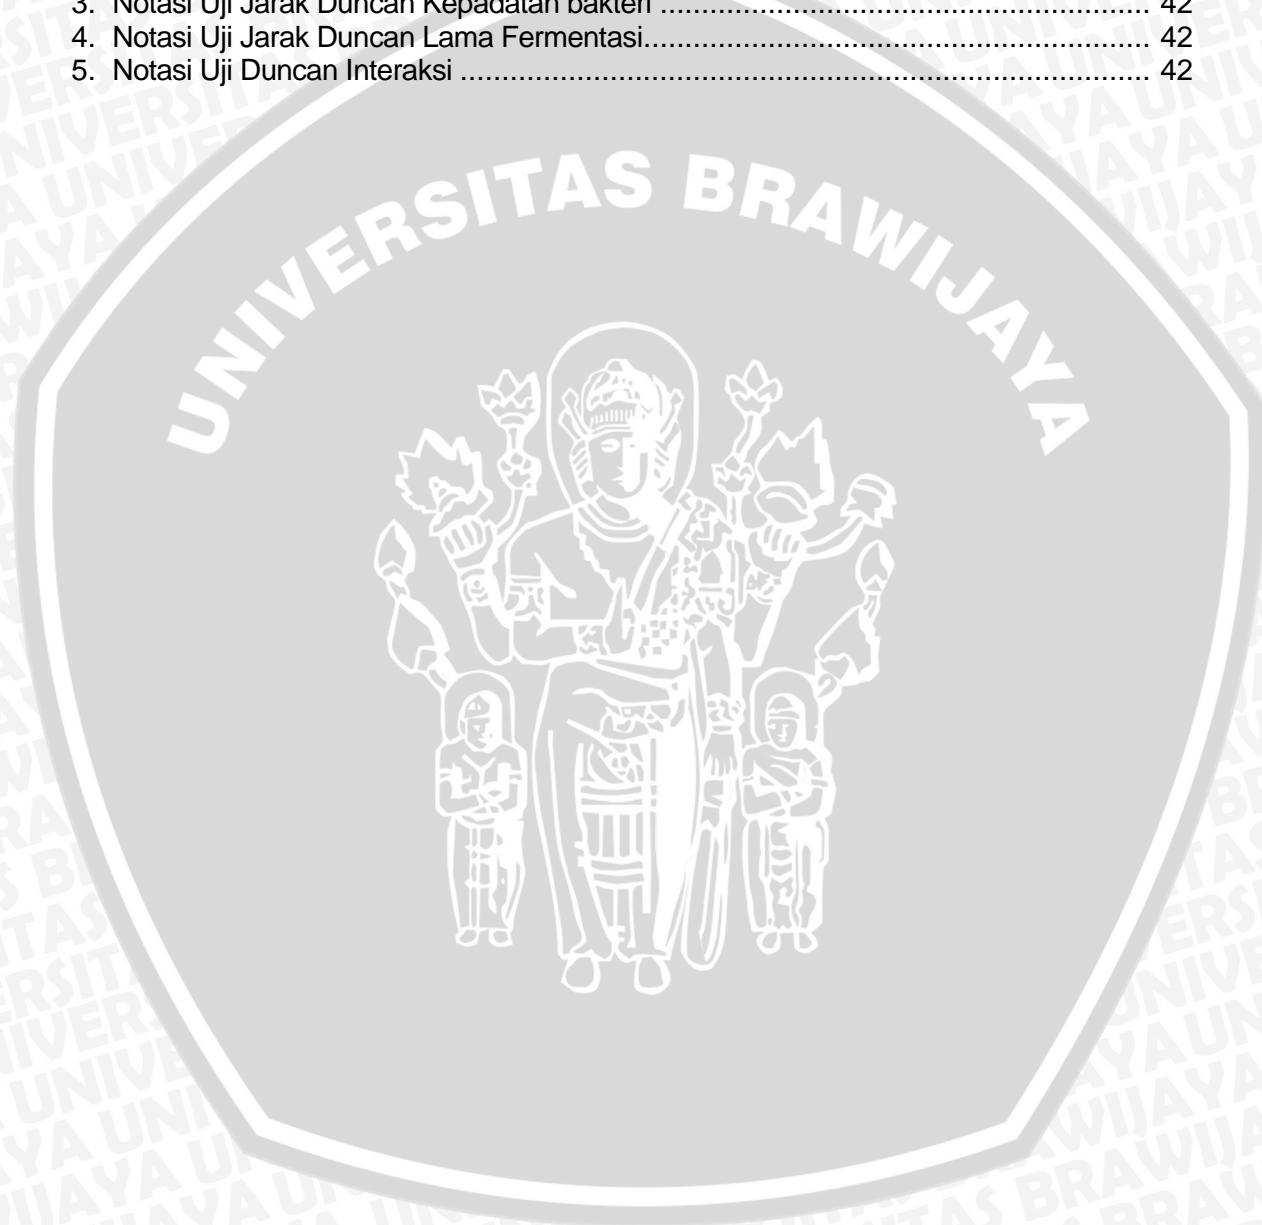 3. Notasi Uji Jarak Duncan Kepadatan bakteri ............................................................ 42
4. Notasi Uji Jarak Duncan Lama Fermentasi.............................................................. 42
5. Notasi Uji Duncan Interaksi ..................................................................................... 42
UNIVERSITAS BRAWIJAYA